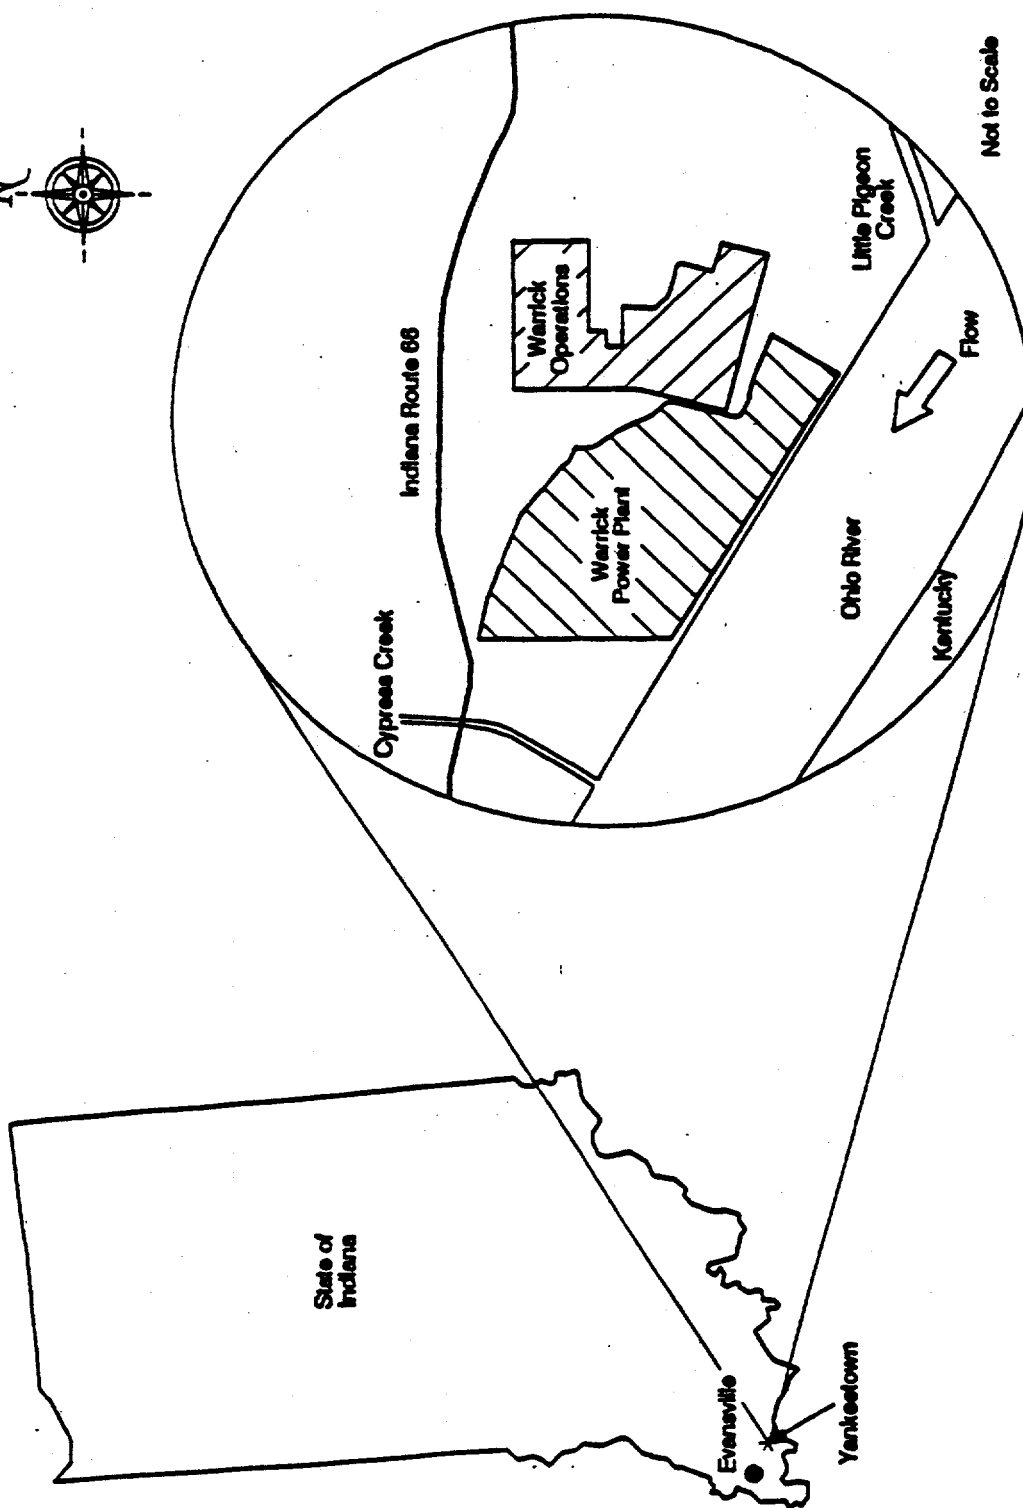 N
State of
Indiana
Evansville
Yankeetown
Cypress Creek
Indiana Route 66
Warrick
Operations
Warrick
Power Plant
Little Pigeon
Creek
Ohio River
Flow
Kentucky
Not to Scale